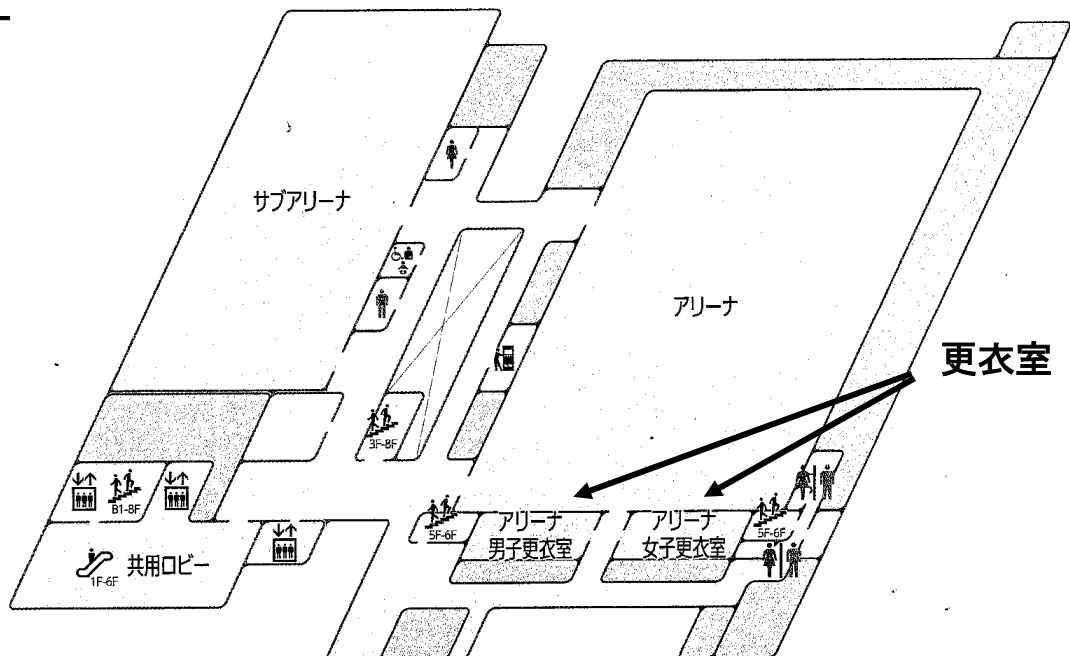 サブアリーナ
アリーナ
更衣室
3F-8F
B1-8F
5F-6F
アリーナ
男子更衣室
アリーナ
女子更衣室
5F-6F
共用ロビー
1F-6F